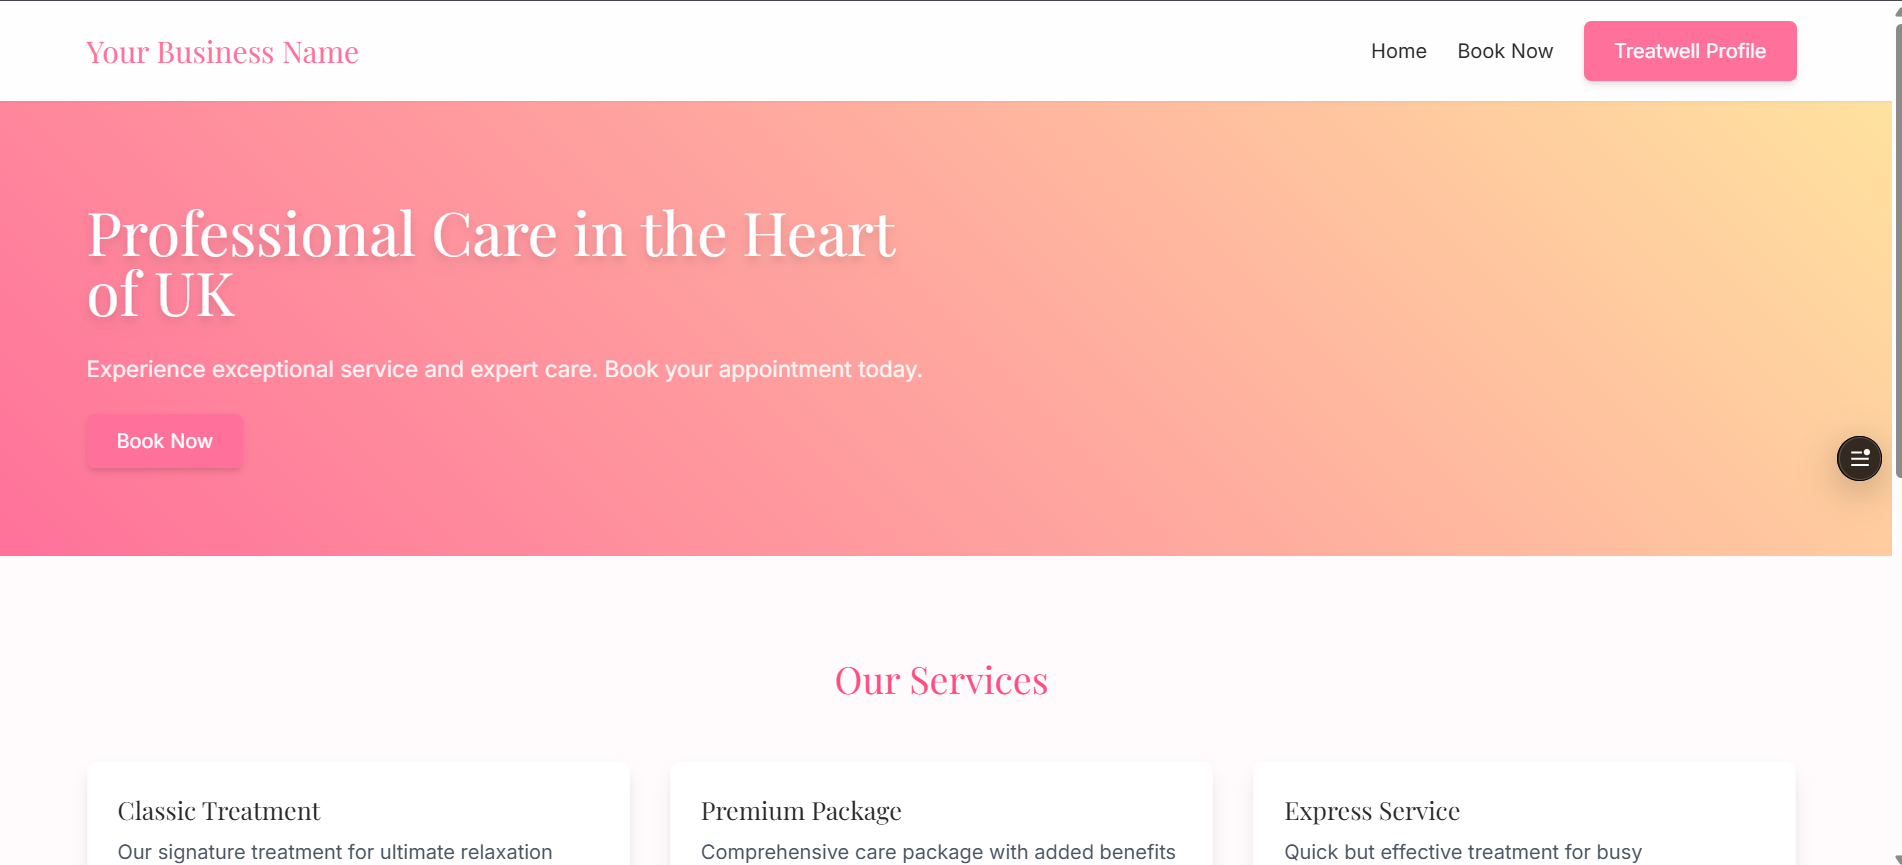 Your Business Name
Home
Book Now
Treatwell Profile
Professional Care in the Heart
of UK
Experience exceptional service and expert care. Book your appointment today.
Book Now
Our Services
Classic Treatment
Our signature treatment for ultimate relaxation
Premium Package
Comprehensive care package with added benefits
Express Service
Quick but effective treatment for busy